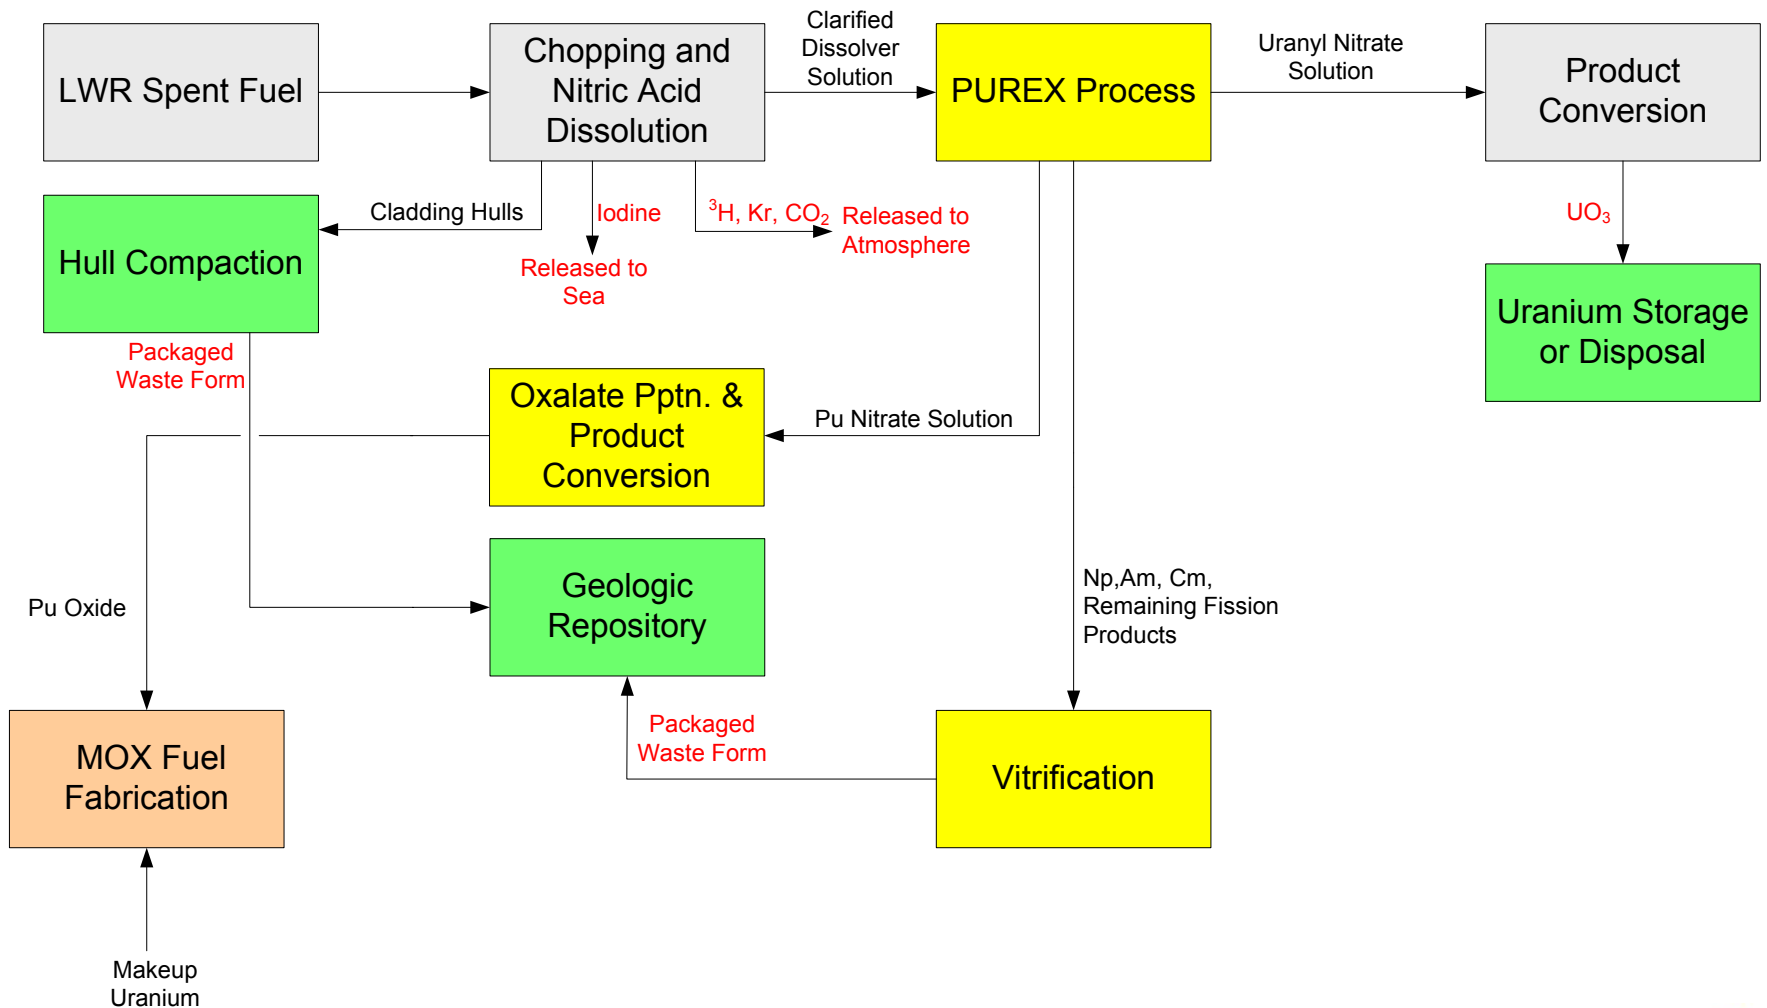 LWR Spent Fuel
Chopping and
Nitric Acid
Dissolution
Clarified
Dissolver
Solution
PUREX Process
Uranyl Nitrate
Solution
Product
Conversion
Cladding Hulls
Iodine
Released to
Sea
³H, Kr, CO₂
Released to
Atmosphere
UO₃
Hull Compaction
Uranium Storage
or Disposal
Packaged
Waste Form
Oxalate Pptn. &
Product
Conversion
Pu Nitrate Solution
Geologic
Repository
Np,Am, Cm,
Remaining Fission
Products
Pu Oxide
MOX Fuel
Fabrication
Packaged
Waste Form
Vitrification
Makeup
Uranium